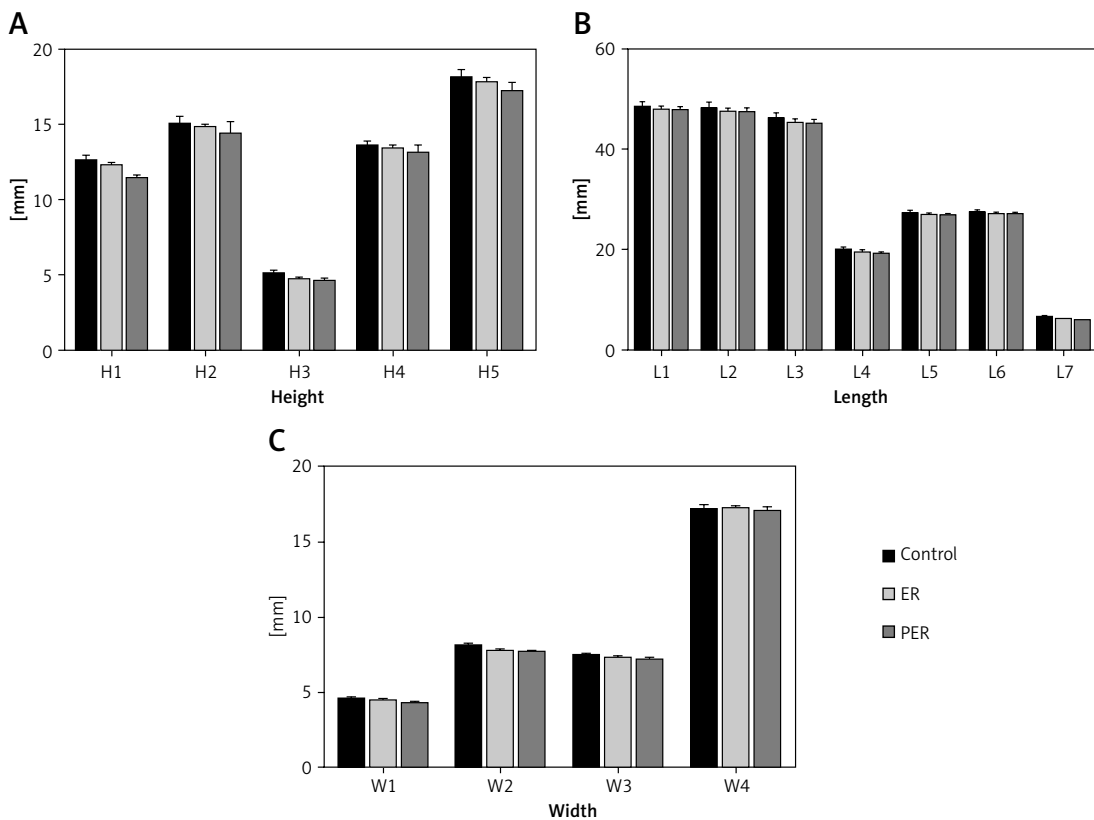 A
20
15
10
5
0
[mm]
H1 H2 H3 H4 H5
Height
B
60
40
20
0
[mm]
L1 L2 L3 L4 L5 L6 L7
Length
C
20
15
10
5
0
[mm]
W1 W2 W3 W4
Width
Control
ER
PER